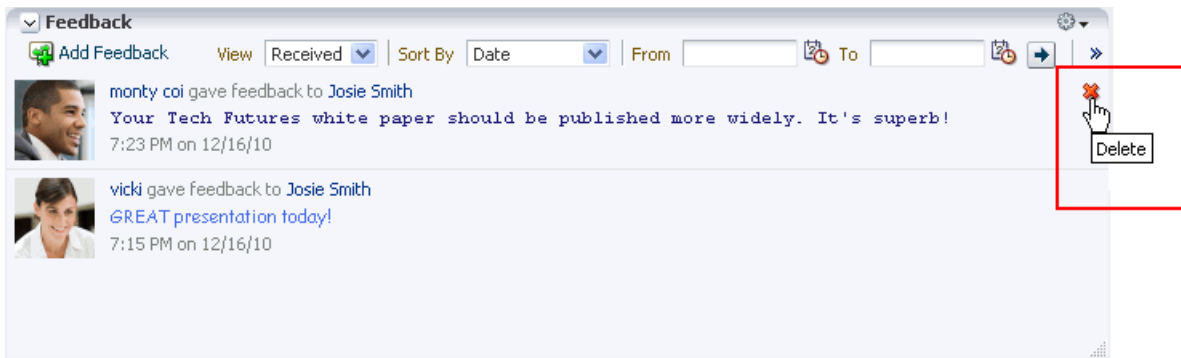 Feedback
Add Feedback View Received Sort By Date From To »
monty coi gave feedback to Josie Smith
Your Tech Futures white paper should be published more widely. It's superb!
7:23 PM on 12/16/10
Delete
vicki gave feedback to Josie Smith
GREAT presentation today!
7:15 PM on 12/16/10